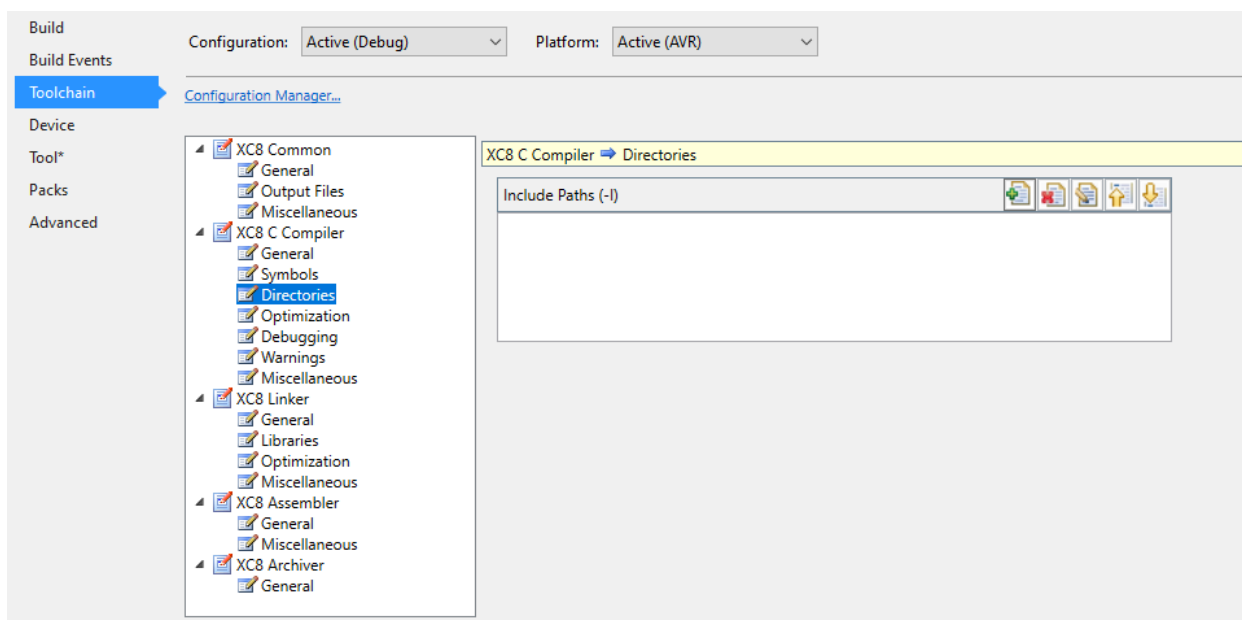 Build
Build Events
Toolchain
Device
Tool*
Packs
Advanced
Configuration: Active (Debug) Platform: Active (AVR)
Configuration Manager...
XC8 Common
General
Output Files
Miscellaneous
XC8 C Compiler
General
Symbols
Directories
Optimization
Debugging
Warnings
Miscellaneous
XC8 Linker
General
Libraries
Optimization
Miscellaneous
XC8 Assembler
General
Miscellaneous
XC8 Archiver
General
XC8 C Compiler ➡ Directories
Include Paths (-I)